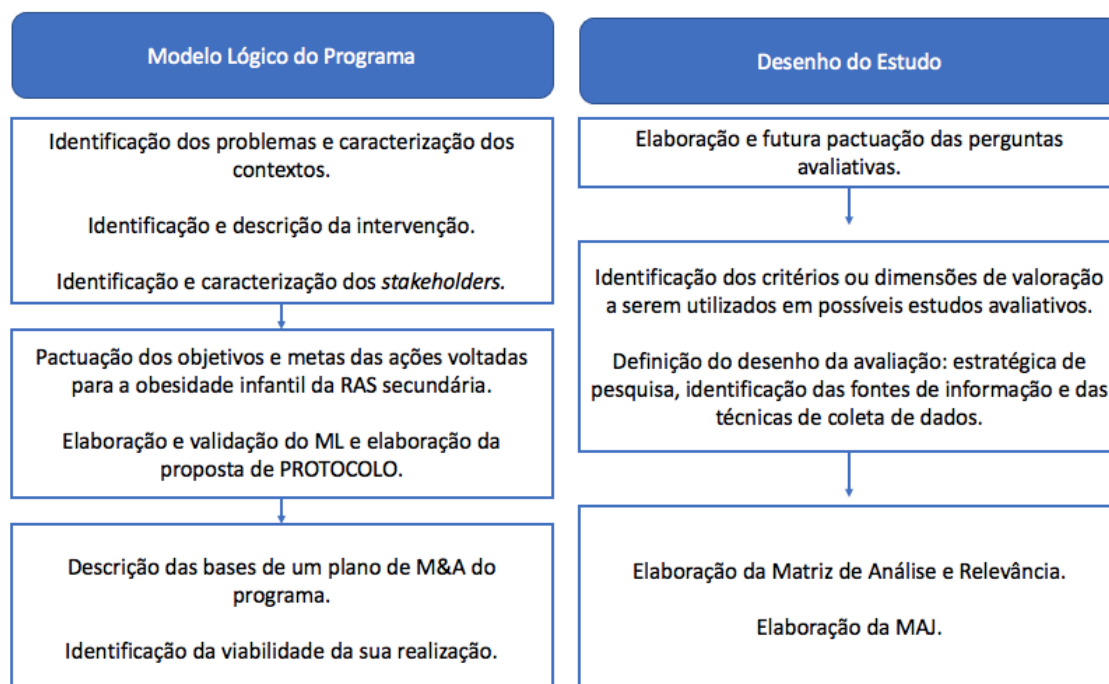 Modelo Lógico do Programa
Identificação dos problemas e caracterização dos
contextos.
Identificação e descrição da intervenção.
Identificação e caracterização dos stakeholders.
Pactuação dos objetivos e metas das ações voltadas
para a obesidade infantil da RAS secundária.
Elaboração e validação do ML e elaboração da
proposta de PROTOCOLO.
Descrição das bases de um plano de M&A do
programa.
Identificação da viabilidade da sua realização.
Desenho do Estudo
Elaboração e futura pactuação das perguntas
avaliativas.
Identificação dos critérios ou dimensões de valoração
a serem utilizados em possíveis estudos avaliativos.
Definição do desenho da avaliação: estratégica de
pesquisa, identificação das fontes de informação e das
técnicas de coleta de dados.
Elaboração da Matriz de Análise e Relevância.
Elaboração da MAJ.